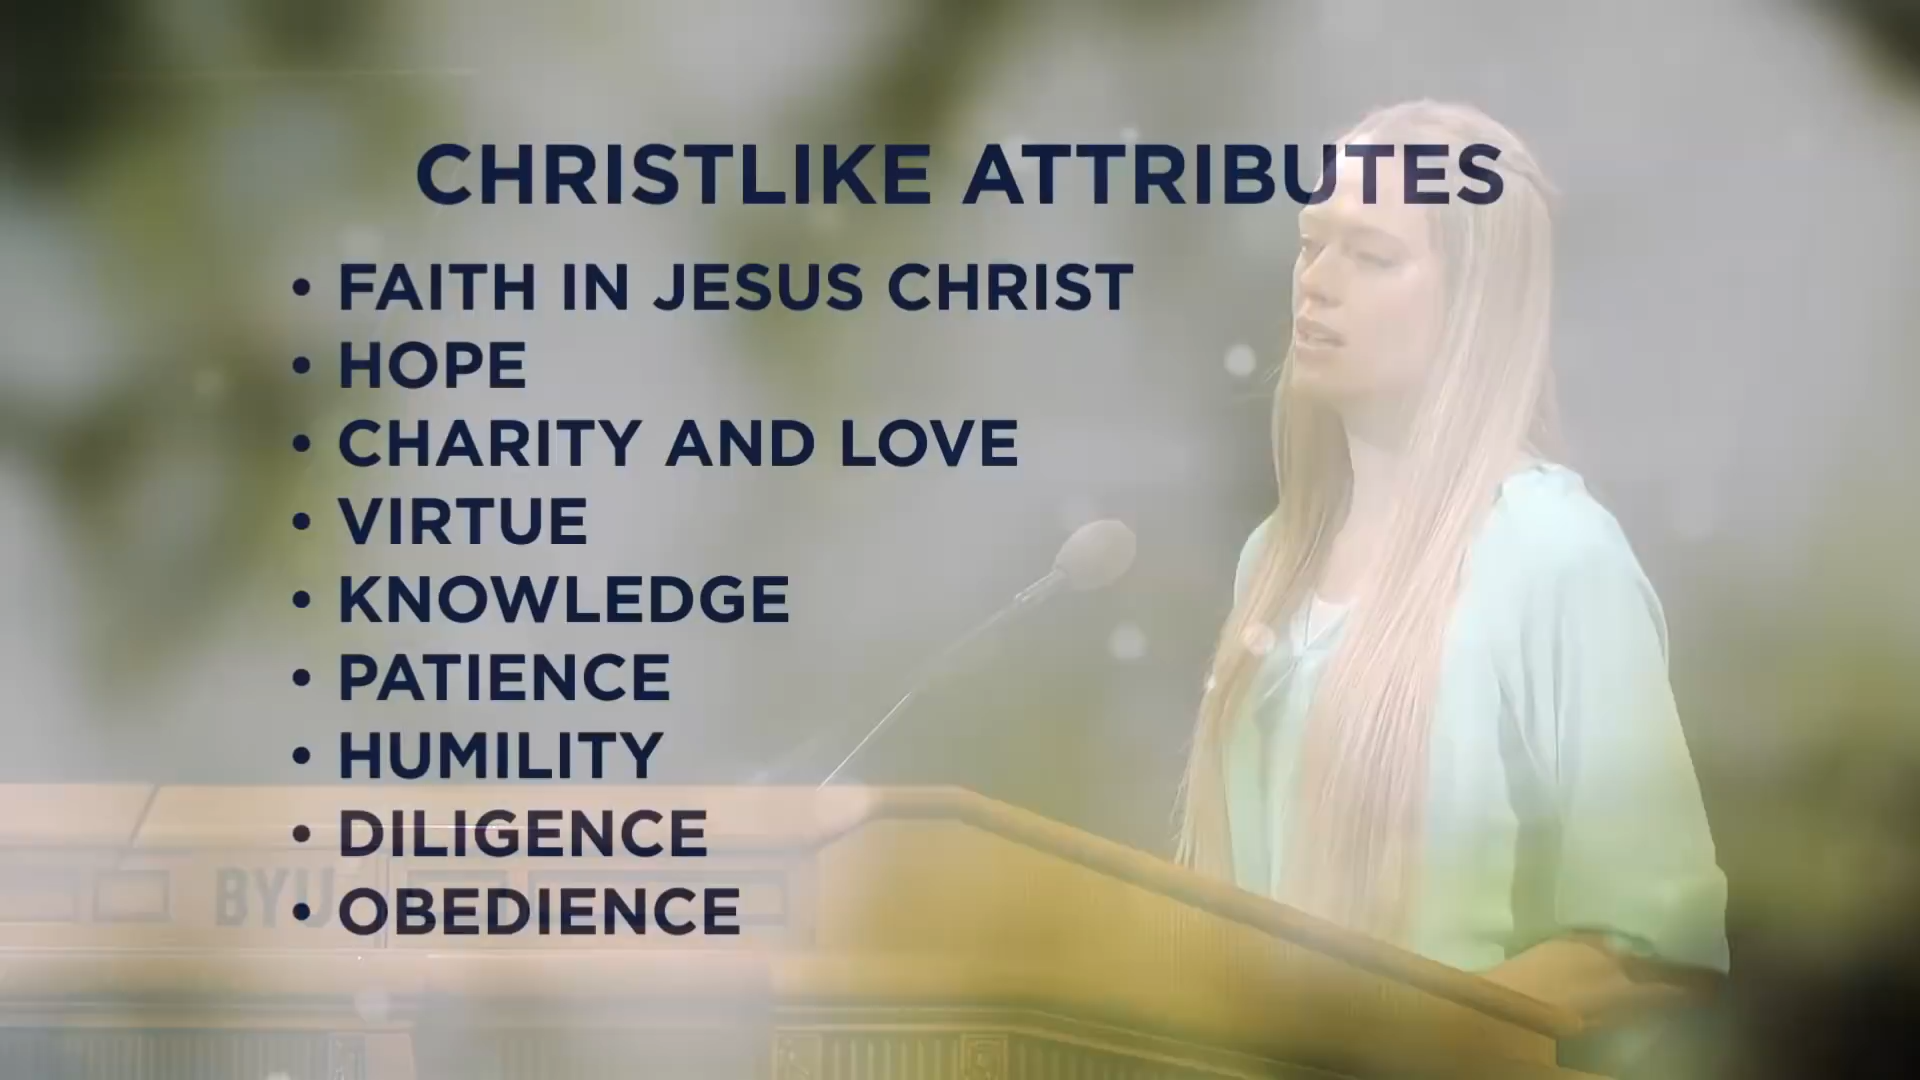 CHRISTLIKE ATTRIBUTES
• FAITH IN JESUS CHRIST
• HOPE
• CHARITY AND LOVE
• VIRTUE
• KNOWLEDGE
• PATIENCE
• HUMILITY
• DILIGENCE
BYU
• OBEDIENCE